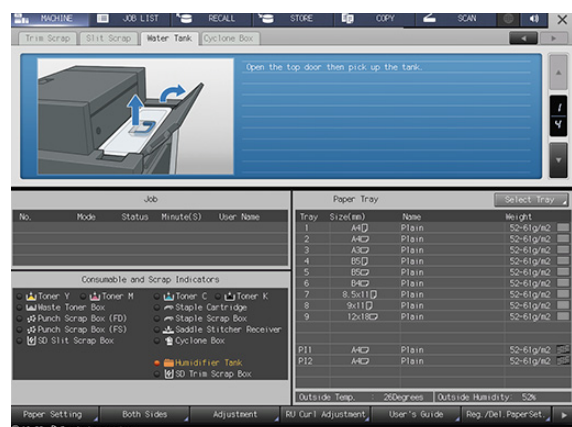 MACHINE JOB LIST RECALL STORE COPY SCAN
Trim Scrap Slit Scrap Water Tank Cyclone Box
Open the top door then pick up the tank.
1
4
Job
No. Mode Status Minute(S) User Name
Consumable and Scrap Indicators
Toner Y Toner M Toner C Toner K
Waste Toner Box Staple Cartridge
Punch Scrap Box (FD) Staple Scrap Box
Punch Scrap Box (FS) Saddle Stitcher Receiver
SD Slit Scrap Box Cyclone Box
Humidifier Tank
SD Trim Scrap Box
Paper Tray Select Tray
Tray Size(mm) Name Weight
1 A4 Plain 52-61g/m2
2 A4 Plain 52-61g/m2
3 A3 Plain 52-61g/m2
4 B5 Plain 52-61g/m2
5 B5 Plain 52-61g/m2
6 B4 Plain 52-61g/m2
7 8.5x11 Plain 52-61g/m2
8 9x11 Plain 52-61g/m2
9 12x18 Plain 52-61g/m2
PI1 A4 Plain 52-61g/m2
PI2 A4 Plain 52-61g/m2
Outside Temp. : 26Degrees Outside Humidity: 52%
Paper Setting Both Sides Adjustment RU Curl Adjustment User's Guide Reg./Del.PaperSet.